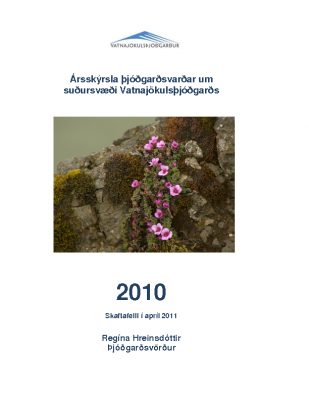 VATNAJÖKULSÞJÓÐGARÐUR
Ársskýrsla þjóðgarðsvarðar um
suðursvæði Vatnajökulsþjóðgarðs
2010
Skaftafelli í apríl 2011
Regína Hreinsdóttir
Þjóðgarðsvörður